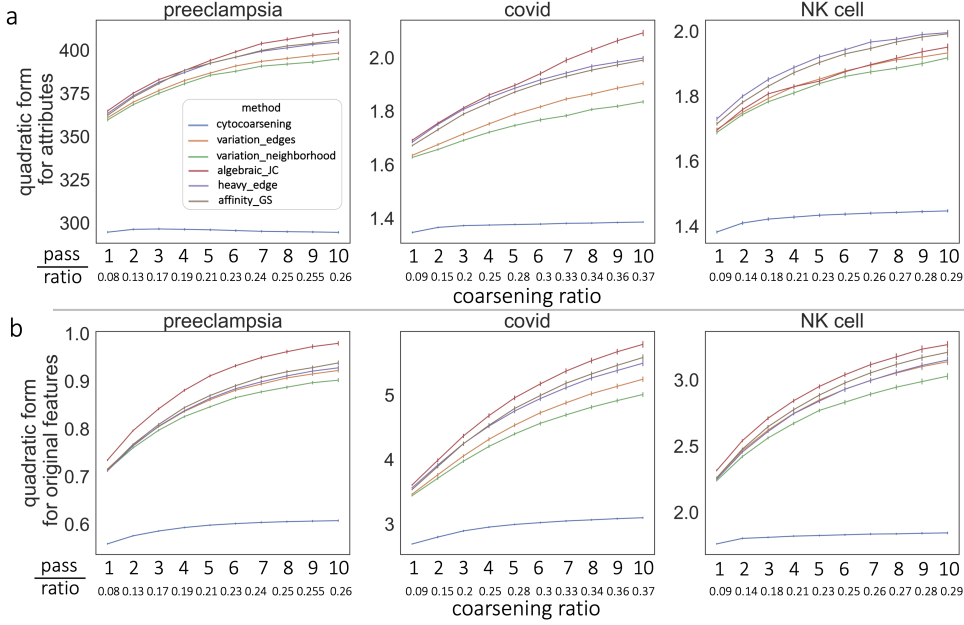 a
preeclampsia
covid
NK cell
quadratic form
for attributes
400
375
350
325
300
method
cytocoarsening
variation_edges
variation_neighborhood
algebraic_JC
heavy_edge
affinity_GS
2.0
1.8
1.6
1.4
2.0
1.8
1.6
1.4
pass
1 2 3 4 5 6 7 8 9 10
1 2 3 4 5 6 7 8 9 10
1 2 3 4 5 6 7 8 9 10
ratio
0.08 0.13 0.17 0.19 0.21 0.23 0.24 0.25 0.255 0.26
0.09 0.15 0.2 0.25 0.28 0.3 0.33 0.34 0.36 0.37
0.09 0.14 0.18 0.21 0.23 0.25 0.26 0.27 0.28 0.29
coarsening ratio
b
preeclampsia
covid
NK cell
quadratic form
for original features
1.0
0.9
0.8
0.7
0.6
5
4
3
3.0
2.5
2.0
pass
1 2 3 4 5 6 7 8 9 10
1 2 3 4 5 6 7 8 9 10
1 2 3 4 5 6 7 8 9 10
ratio
0.08 0.13 0.17 0.19 0.21 0.23 0.24 0.25 0.255 0.26
0.09 0.15 0.2 0.25 0.28 0.3 0.33 0.34 0.36 0.37
0.09 0.14 0.18 0.21 0.23 0.25 0.26 0.27 0.28 0.29
coarsening ratio